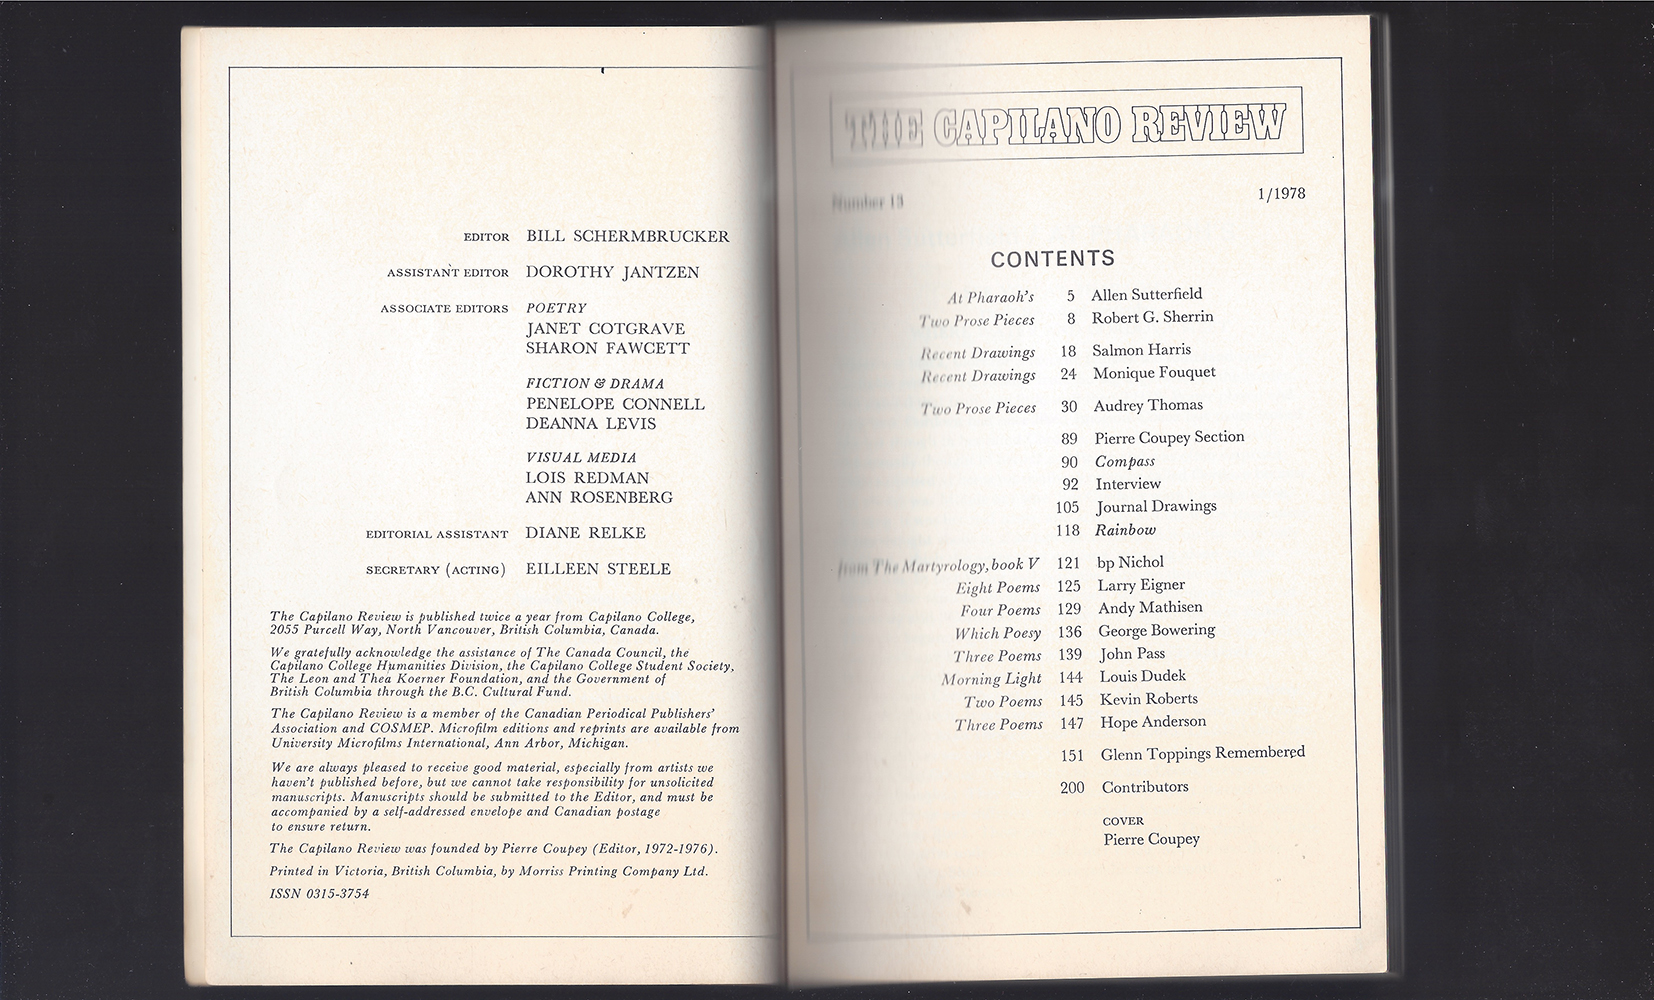 EDITOR BILL SCHERMBRUCKER
ASSISTANT EDITOR DOROTHY JANTZEN
ASSOCIATE EDITORS POETRY
JANET COTGRAVE
SHARON FAWCETT
FICTION & DRAMA
PENELOPE CONNELL
DEANNA LEVIS
VISUAL MEDIA
LOIS REDMAN
ANN ROSENBERG
EDITORIAL ASSISTANT DIANE RELKE
SECRETARY (ACTING) EILLEEN STEELE
The Capilano Review is published twice a year from Capilano College,
2055 Purcell Way, North Vancouver, British Columbia, Canada.
We gratefully acknowledge the assistance of The Canada Council, the
Capilano College Humanities Division, the Capilano College Student Society,
The Leon and Thea Koerner Foundation, and the Government of
British Columbia through the B.C. Cultural Fund.
The Capilano Review is a member of the Canadian Periodical Publishers'
Association and COSMEP. Microfilm editions and reprints are available from
University Microfilms International, Ann Arbor, Michigan.
We are always pleased to receive good material, especially from artists we
haven't published before, but we cannot take responsibility for unsolicited
manuscripts. Manuscripts should be submitted to the Editor, and must be
accompanied by a self-addressed envelope and Canadian postage
to ensure return.
The Capilano Review was founded by Pierre Coupey (Editor, 1972-1976).
Printed in Victoria, British Columbia, by Morriss Printing Company Ltd.
ISSN 0315-3754
THE CAPILANO REVIEW
Number 13 1/1978
CONTENTS
At Pharaoh's 5 Allen Sutterfield
Two Prose Pieces 8 Robert G. Sherrin
Recent Drawings 18 Salmon Harris
Recent Drawings 24 Monique Fouquet
Two Prose Pieces 30 Audrey Thomas
89 Pierre Coupey Section
90 Compass
92 Interview
105 Journal Drawings
118 Rainbow
from The Martyrology, book V 121 bp Nichol
Eight Poems 125 Larry Eigner
Four Poems 129 Andy Mathisen
Which Poesy 136 George Bowering
Three Poems 139 John Pass
Morning Light 144 Louis Dudek
Two Poems 145 Kevin Roberts
Three Poems 147 Hope Anderson
151 Glenn Toppings Remembered
200 Contributors
COVER
Pierre Coupey